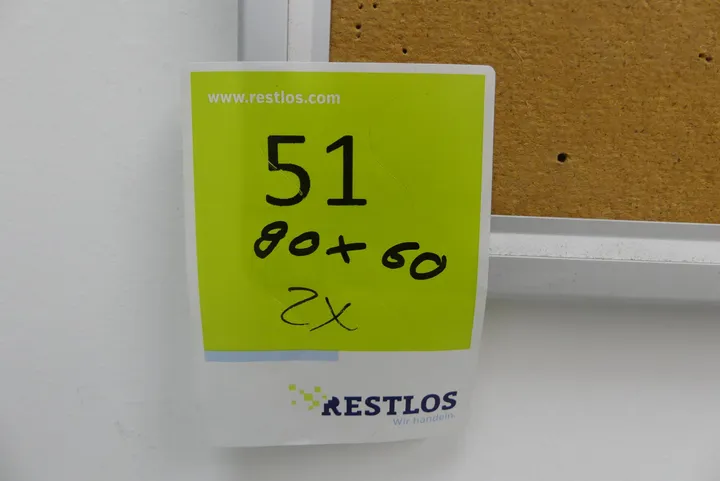 www.restlos.com
51
80x60
2x
RESTLOS
Wir handeln.